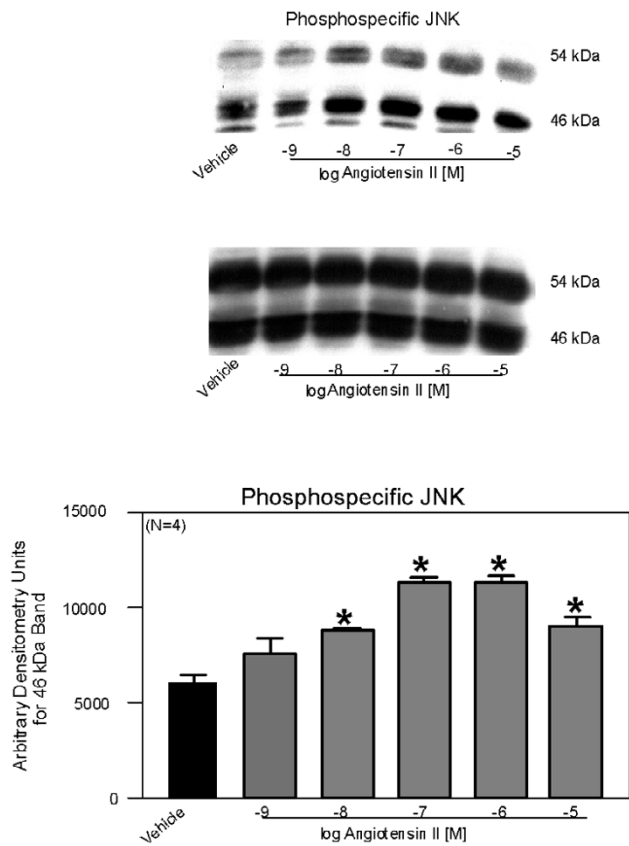 Phosphospecific JNK
54 kDa
46 kDa
Vehicle -9 -8 -7 -6 -5
log Angiotensin II [M]
54 kDa
46 kDa
Vehicle -9 -8 -7 -6 -5
log Angiotensin II [M]
Phosphospecific JNK
15000
(N=4)
* * * *
10000
5000
0
Arbitrary Densitometry Units
for 46 kDa Band
Vehicle -9 -8 -7 -6 -5
log Angiotensin II [M]